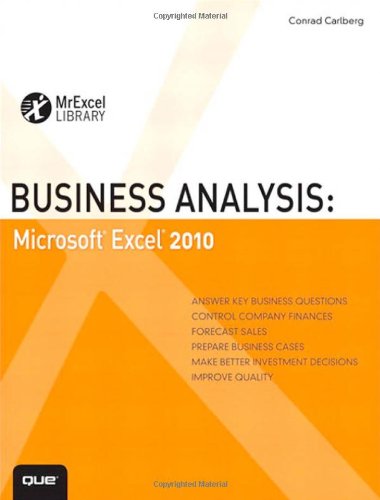 Copyrighted Material
Conrad Carlberg
MrExcel
LIBRARY
BUSINESS ANALYSIS:
Microsoft® Excel® 2010
ANSWER KEY BUSINESS QUESTIONS
CONTROL COMPANY FINANCES
FORECAST SALES
PREPARE BUSINESS CASES
MAKE BETTER INVESTMENT DECISIONS
IMPROVE QUALITY
QUE®
Copyrighted Material